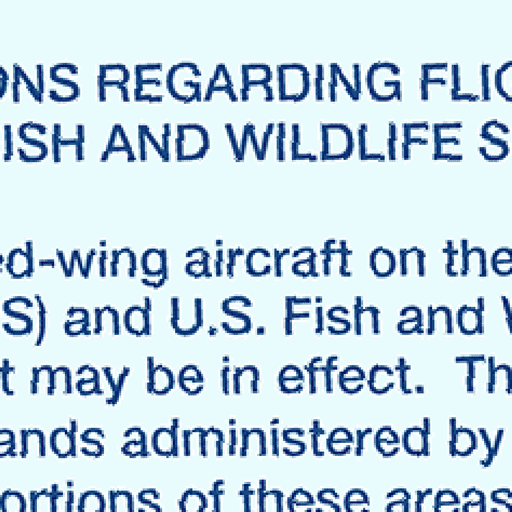 ONS REGARDING FLIG
ISH AND WILDLIFE S
ed-wing aircraft on the
S) and U.S. Fish and W
t may be in effect. Th
ands administered by
ortions of these areas